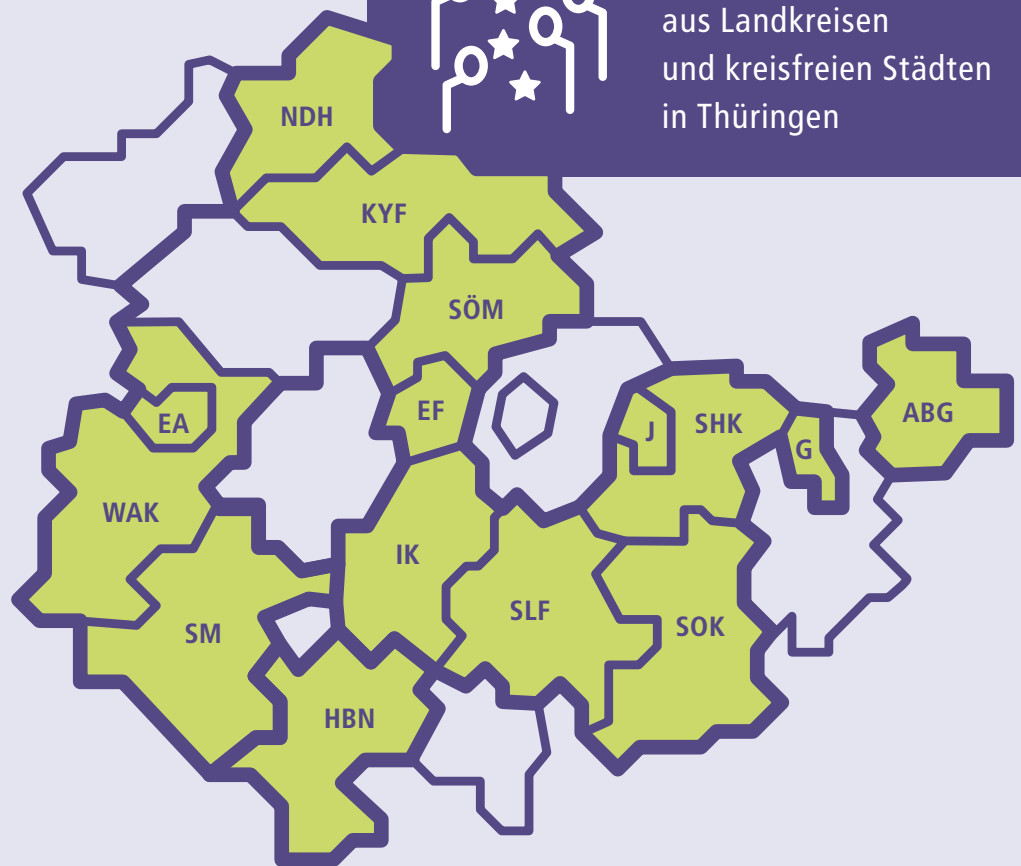 aus Landkreisen
und kreisfreien Städten
in Thüringen
NDH
KYF
SÖM
EA
EF
J
SHK
G
ABG
WAK
IK
SM
SLF
SOK
HBN